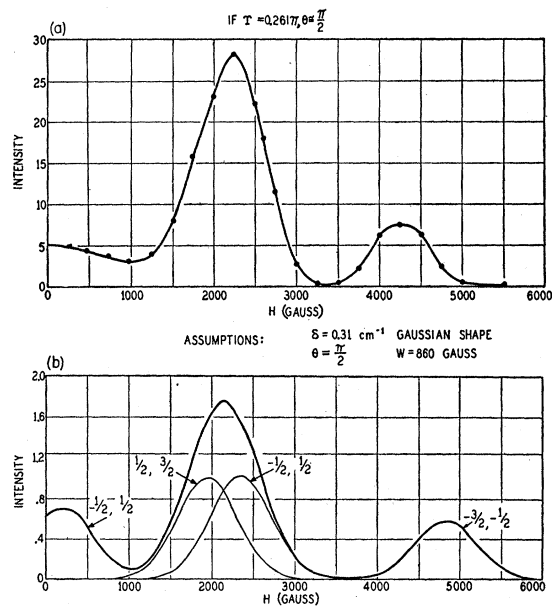 IF T = 0.261π, θ ≅ π/2
(a)
30
25
20
15
10
5
0
INTENSITY
0 1000 2000 3000 4000 5000 6000
H (GAUSS)
ASSUMPTIONS: δ = 0.31 cm⁻¹ GAUSSIAN SHAPE
θ = π/2 W = 860 GAUSS
(b)
2.0
1.6
1.2
.8
.4
0
INTENSITY
-1/2, 1/2
1/2, 3/2
-1/2, 1/2
-3/2, -1/2
0 1000 2000 3000 4000 5000 6000
H (GAUSS)